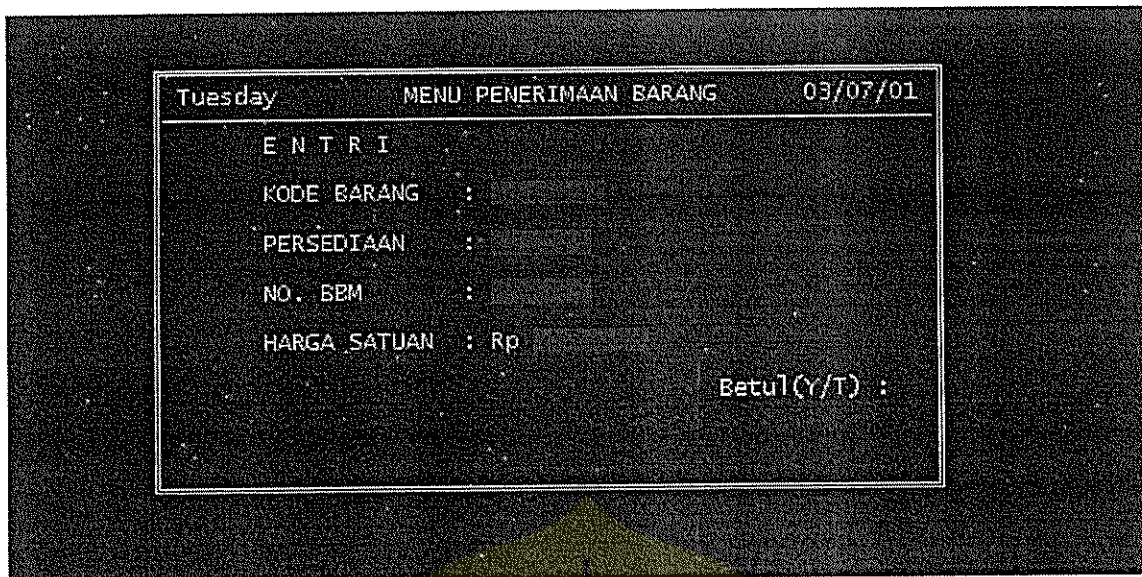 Tuesday MENU PENERIMAAN BARANG 03/07/01
E N T R I
KODE BARANG :
PERSEDIAAN :
NO. BBM :
HARGA SATUAN : Rp
Betul(Y/T) :